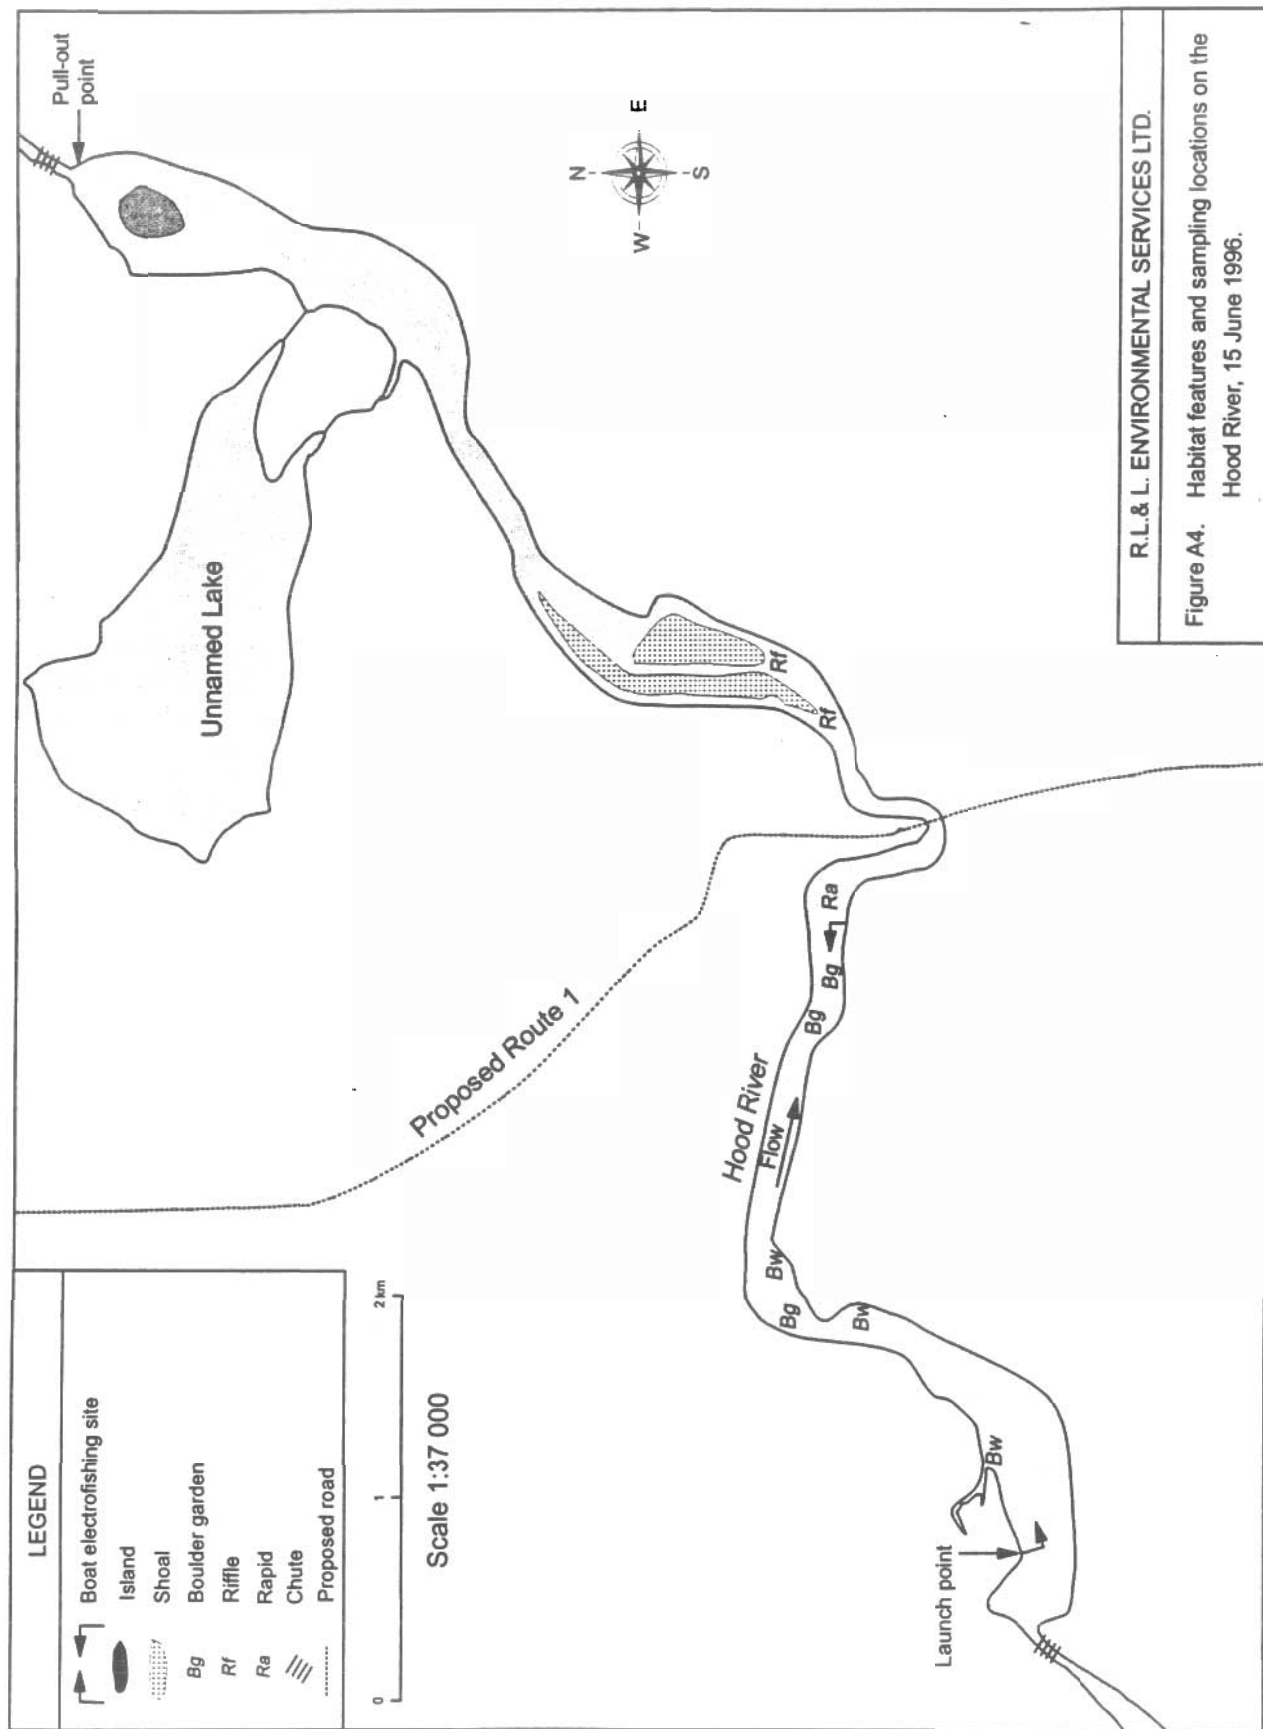 LEGEND
Boat electrofishing site
Island
Shoal
Bg Boulder garden
Rf Riffle
Ra Rapid
Chute
Proposed road
0 1 2 km
Scale 1:37 000
Unnamed Lake
Pull-out
point
N
W E
S
Proposed Route 1
Hood River
Flow
Launch point
Bw
Bw
Bg
Bw
Bg
Bg
Ra
Rf
Rf
R.L.& L. ENVIRONMENTAL SERVICES LTD.
Figure A4. Habitat features and sampling locations on the
Hood River, 15 June 1996.